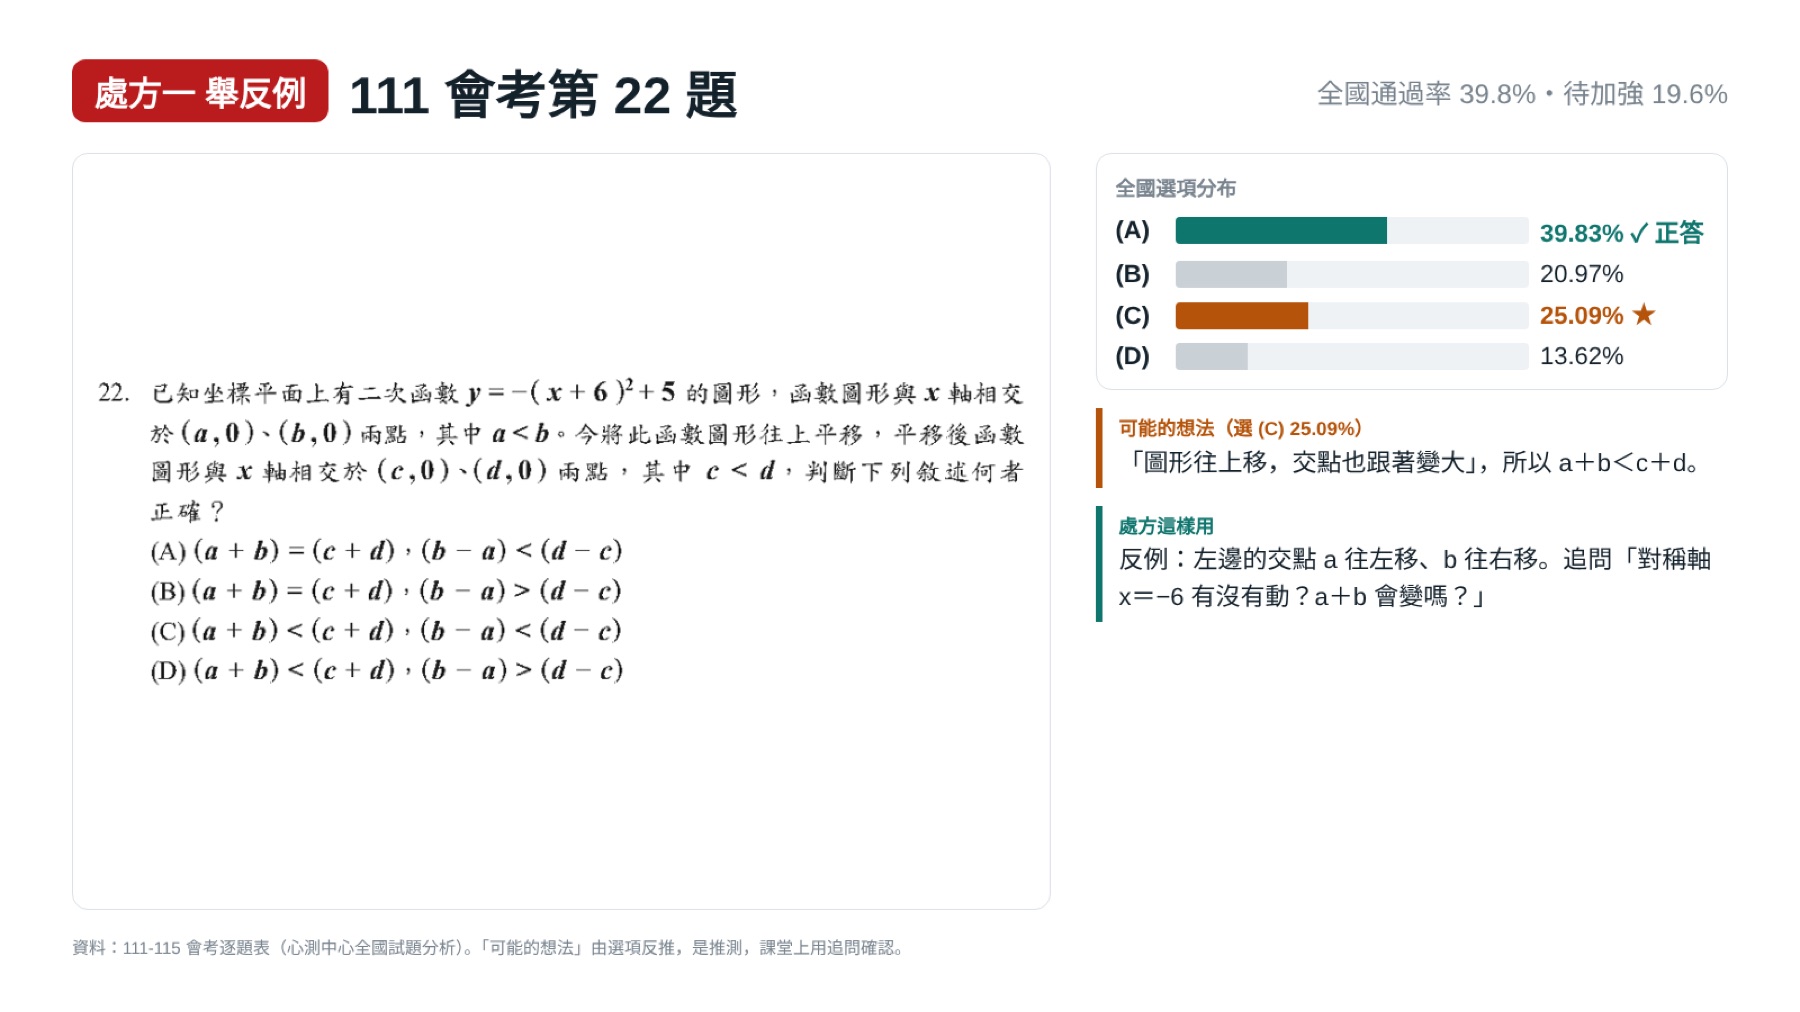 處方一 舉反例
111 會考第 22 題
全國通過率 39.8%・待加強 19.6%
22. 已知坐標平面上有二次函數 y = −( x + 6 )² + 5 的圖形，函數圖形與 x 軸相交
於 ( a , 0 )、( b , 0 ) 兩點，其中 a < b。今將此函數圖形往上平移，平移後函數
圖形與 x 軸相交於 ( c , 0 )、( d , 0 ) 兩點，其中 c < d，判斷下列敘述何者
正確？
(A) ( a + b ) = ( c + d )，( b − a ) < ( d − c )
(B) ( a + b ) = ( c + d )，( b − a ) > ( d − c )
(C) ( a + b ) < ( c + d )，( b − a ) < ( d − c )
(D) ( a + b ) < ( c + d )，( b − a ) > ( d − c )
全國選項分布
(A) 39.83% ✓ 正答
(B) 20.97%
(C) 25.09% ★
(D) 13.62%
可能的想法（選 (C) 25.09%）
「圖形往上移，交點也跟著變大」，所以 a＋b＜c＋d。
處方這樣用
反例：左邊的交點 a 往左移、b 往右移。追問「對稱軸
x＝−6 有沒有動？a＋b 會變嗎？」
資料：111-115 會考逐題表（心測中心全國試題分析）。「可能的想法」由選項反推，是推測，課堂上用追問確認。